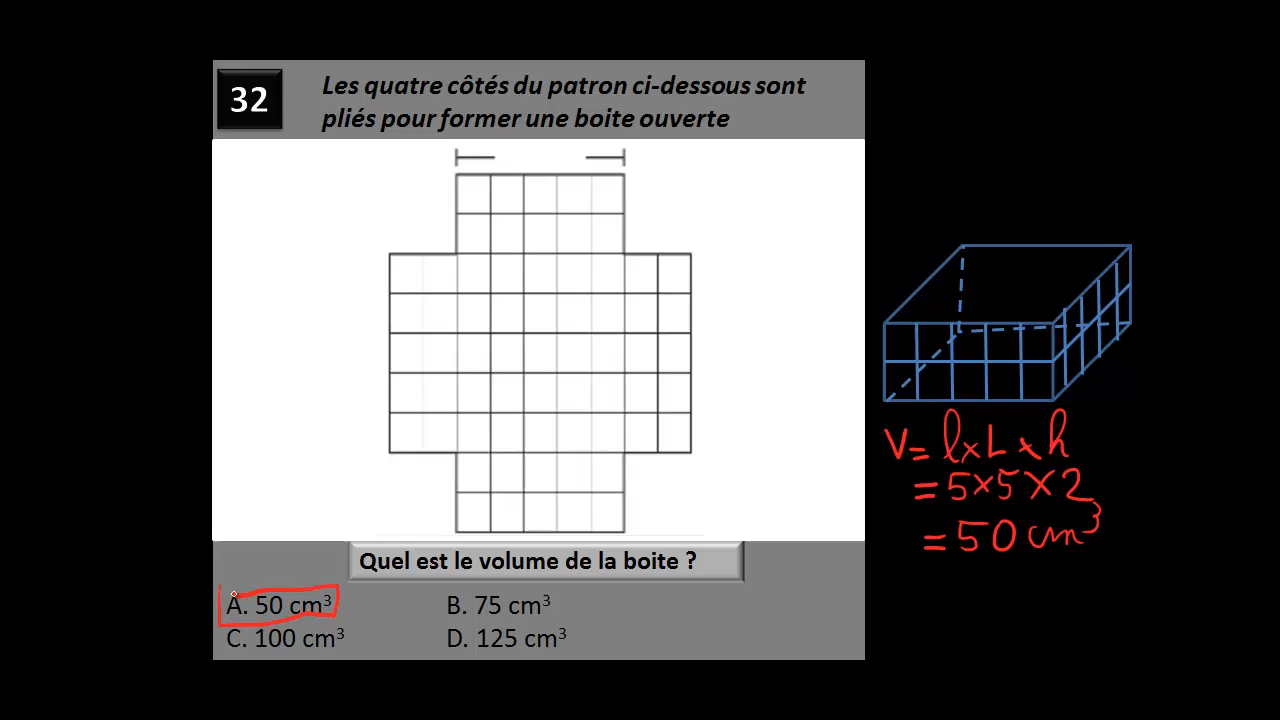 32
Les quatre côtés du patron ci-dessous sont
pliés pour former une boite ouverte
V= l×L×h
= 5×5×2
= 50 cm³
Quel est le volume de la boite ?
A. 50 cm³
B. 75 cm³
C. 100 cm³
D. 125 cm³